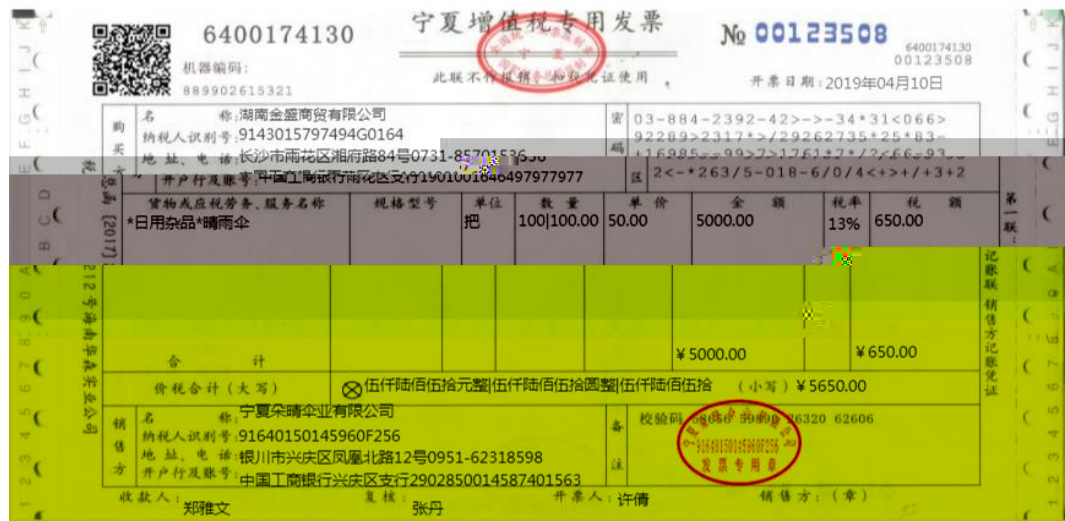 6400174130
宁夏增值税专用发票
№ 00123508
6400174130
00123508
机器编码:
889902615321
此联不作报销、扣税凭证使用
开票日期:2019年04月10日
购买方
名 称:湖南金盛商贸有限公司
纳税人识别号:9143015797494G0164
地 址、电 话:长沙市雨花区湘府路84号0731-85701536
开户行及账号:中国工商银行雨花区支行1901001646497977977
密码区
03-884-2392-42>->-34*31<066>
92289>2317*>/29262735*25*83-
2<-*263/5-018-6/0/4<+>+/+3+2
货物或应税劳务、服务名称 规格型号 单位 数 量 单 价 金 额 税率 税 额
*日用杂品*晴雨伞 把 100|100.00 50.00 5000.00 13% 650.00
合 计 ¥5000.00 ¥650.00
价税合计(大写) ⊗伍仟陆佰伍拾元整|伍仟陆佰伍拾圆整|伍仟陆佰伍拾 (小写)¥5650.00
销售方
名 称:宁夏朵晴伞业有限公司
纳税人识别号:91640150145960F256
地 址、电 话:银川市兴庆区凤凰北路12号0951-62318598
开户行及账号:中国工商银行兴庆区支行2902850014587401563
备注
校验码 76320 62606
91640150145960F256
发票专用章
收款人:郑雅文 复核:张丹 开票人:许倩 销售方:(章)
第一联:记账联 销售方记账凭证
[2017] 212号海南华森实业公司